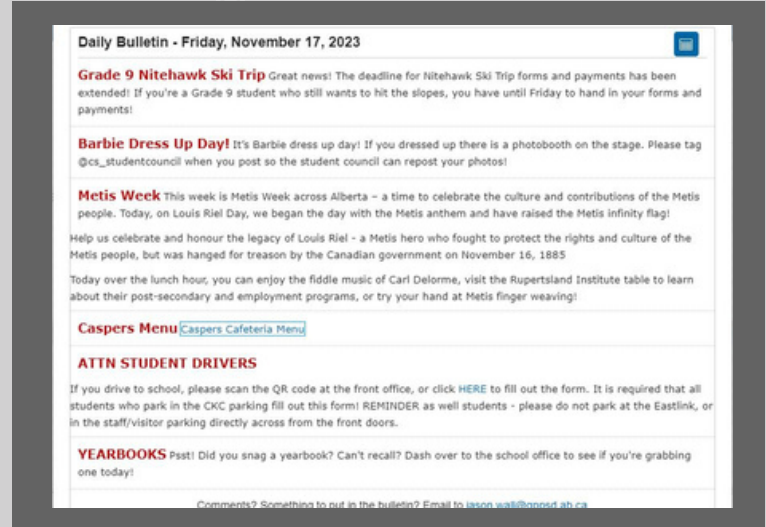 Daily Bulletin - Friday, November 17, 2023
Grade 9 Nitehawk Ski Trip Great news! The deadline for Nitehawk Ski Trip forms and payments has been
extended! If you're a Grade 9 student who still wants to hit the slopes, you have until Friday to hand in your forms and
payments!
Barbie Dress Up Day! It's Barbie dress up day! If you dressed up there is a photobooth on the stage. Please tag
@cs_studentcouncil when you post so the student council can repost your photos!
Metis Week This week is Metis Week across Alberta – a time to celebrate the culture and contributions of the Metis
people. Today, on Louis Riel Day, we began the day with the Metis anthem and have raised the Metis infinity flag!
Help us celebrate and honour the legacy of Louis Riel - a Metis hero who fought to protect the rights and culture of the
Metis people, but was hanged for treason by the Canadian government on November 16, 1885
Today over the lunch hour, you can enjoy the fiddle music of Carl Delorme, visit the Rupertsland Institute table to learn
about their post-secondary and employment programs, or try your hand at Metis finger weaving!
Caspers Menu Caspers Cafeteria Menu
ATTN STUDENT DRIVERS
If you drive to school, please scan the QR code at the front office, or click HERE to fill out the form. It is required that all
students who park in the CKC parking fill out this form! REMINDER as well students - please do not park at the Eastlink, or
in the staff/visitor parking directly across from the front doors.
YEARBOOKS Psst! Did you snag a yearbook? Can't recall? Dash over to the school office to see if you're grabbing
one today!
Comments? Something to put in the bulletin? Email to jason.wall@gppsd.ab.ca